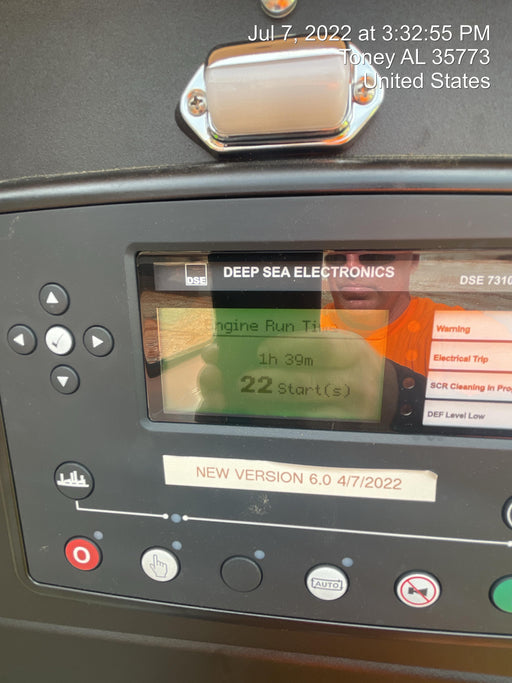 Jul 7, 2022 at 3:32:55 PM
Toney AL 35773
United States
DSE
DEEP SEA ELECTRONICS
DSE 7310
Engine Run Time
1h 39m
22 Start(s)
Warning
Electrical Trip
SCR Cleaning In Prog
DEF Level Low
NEW VERSION 6.0 4/7/2022
O
AUTO